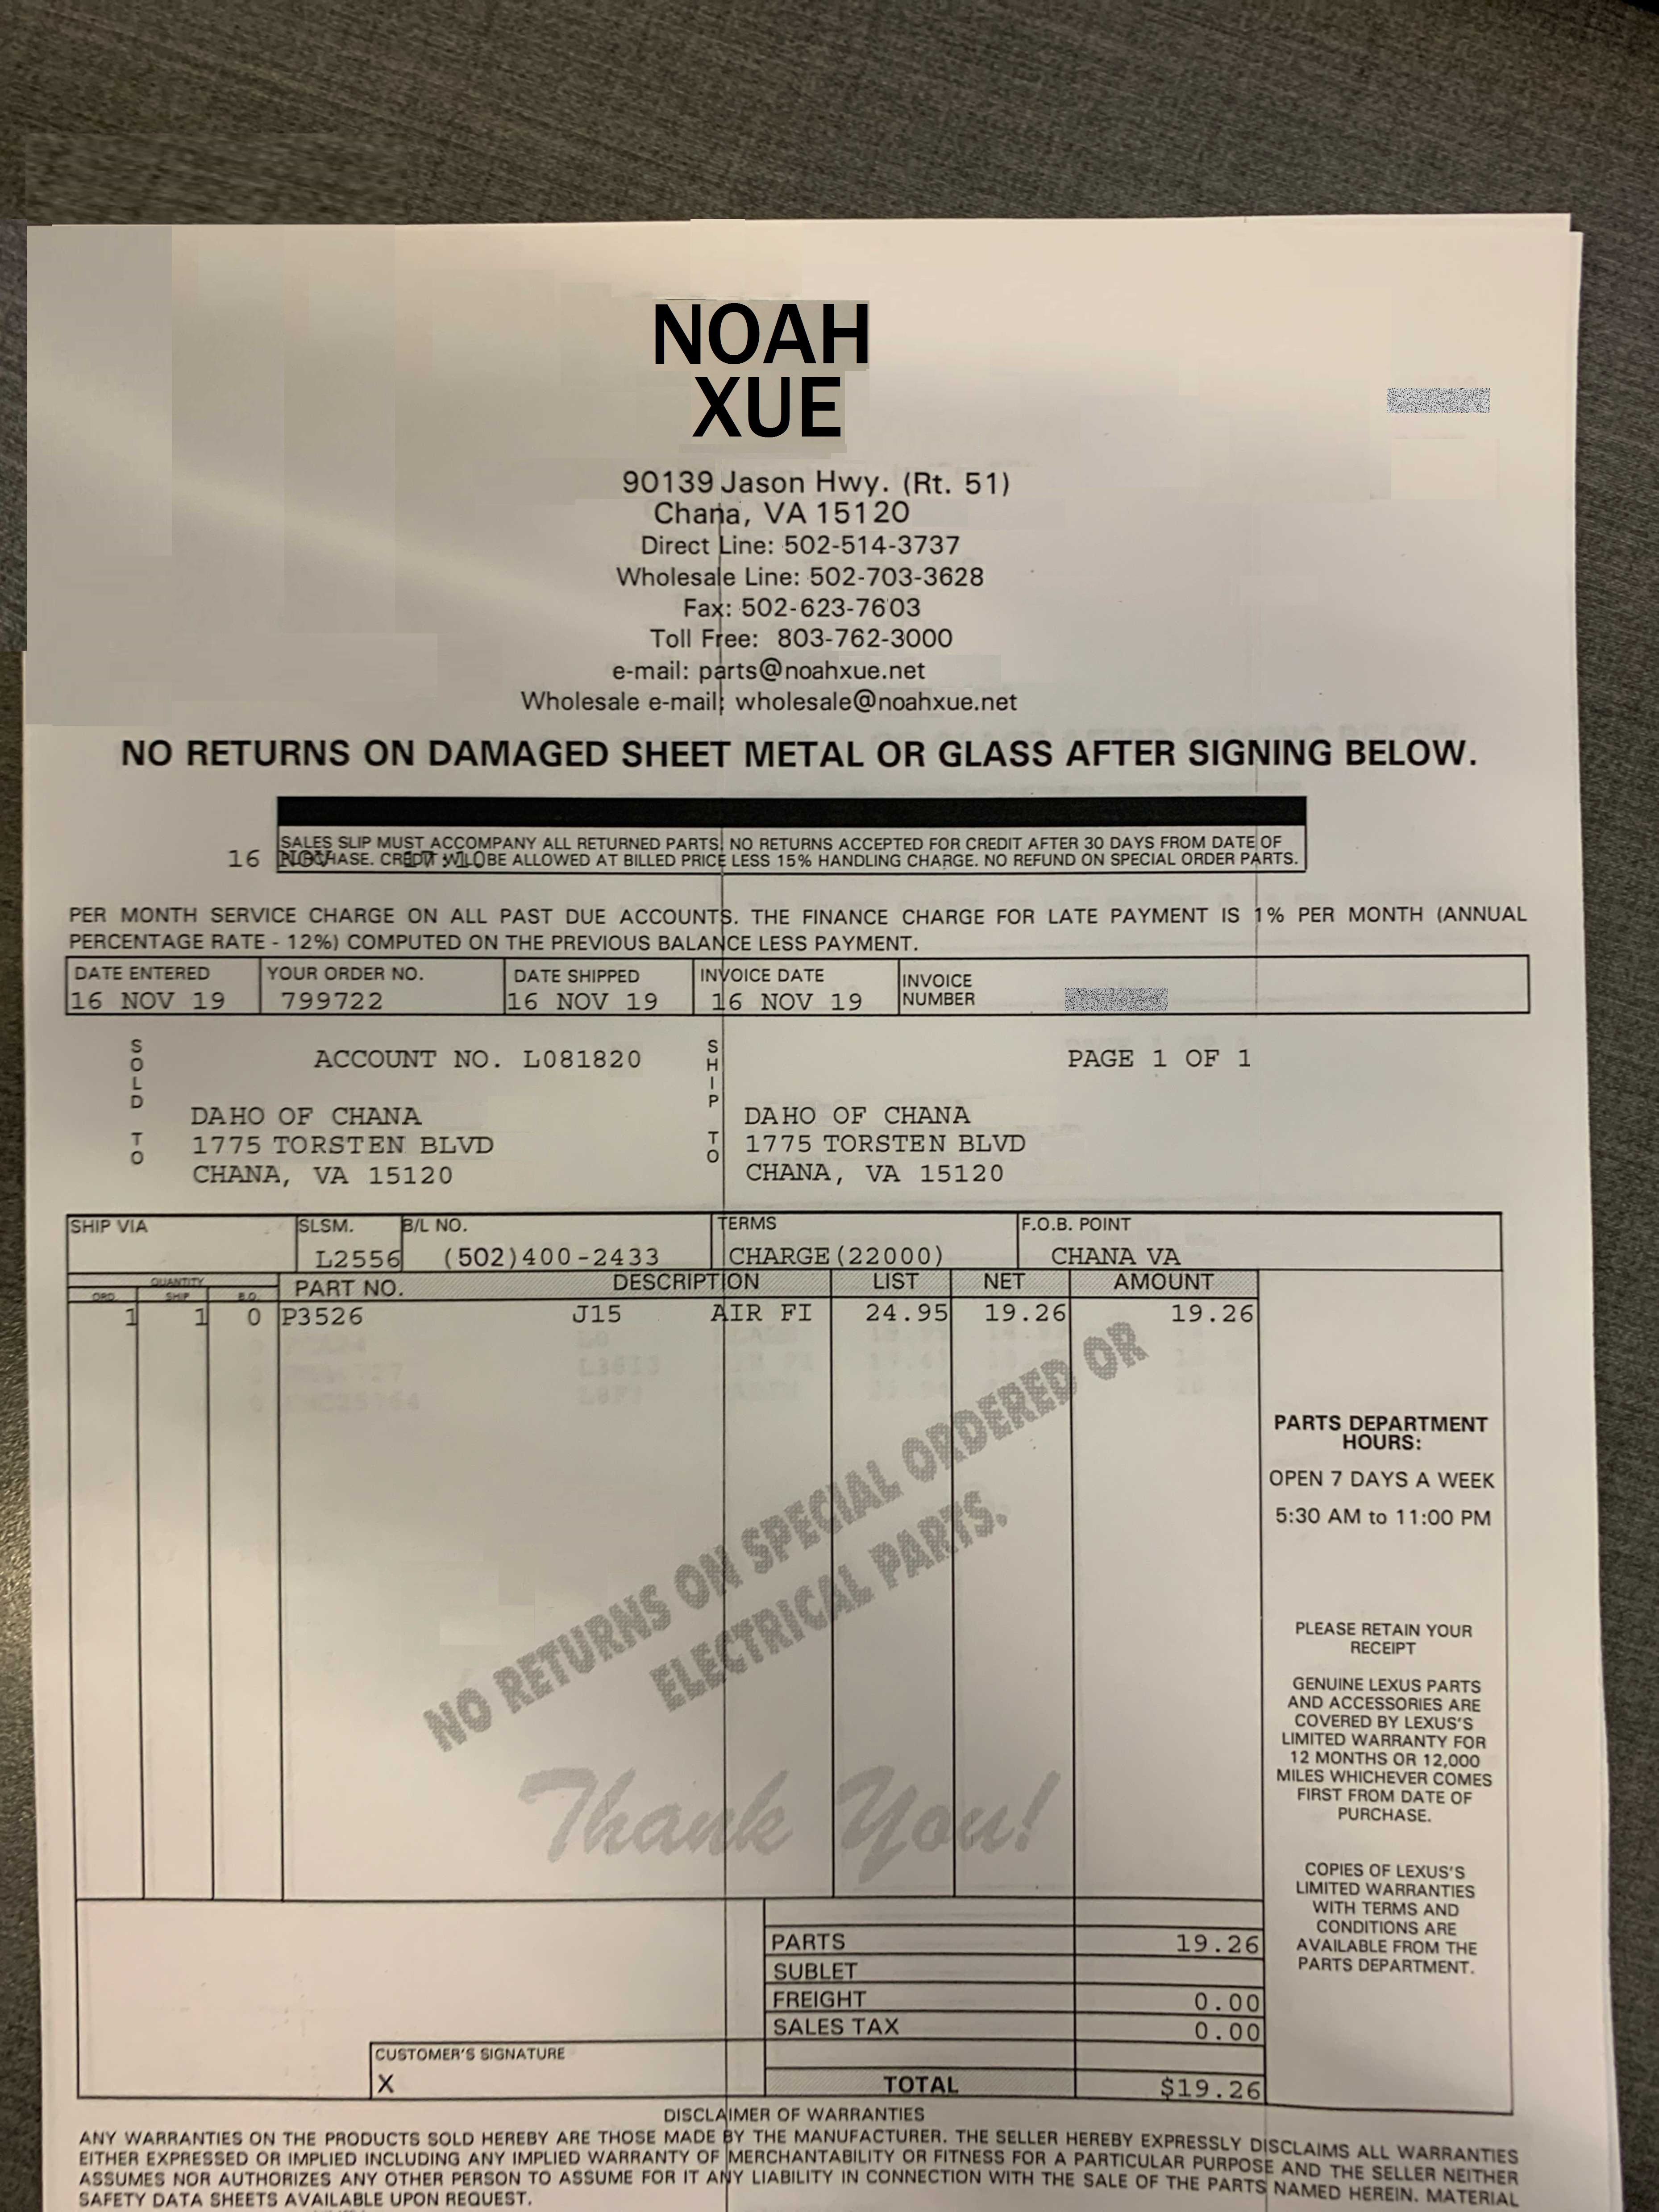 NOAH
XUE
90139 Jason Hwy. (Rt. 51)
Chana, VA 15120
Direct Line: 502-514-3737
Wholesale Line: 502-703-3628
Fax: 502-623-7603
Toll Free: 803-762-3000
e-mail: parts@noahxue.net
Wholesale e-mail: wholesale@noahxue.net
NO RETURNS ON DAMAGED SHEET METAL OR GLASS AFTER SIGNING BELOW.
SALES SLIP MUST ACCOMPANY ALL RETURNED PARTS. NO RETURNS ACCEPTED FOR CREDIT AFTER 30 DAYS FROM DATE OF
16 PURCHASE. CREDIT WILL BE ALLOWED AT BILLED PRICE LESS 15% HANDLING CHARGE. NO REFUND ON SPECIAL ORDER PARTS.
PER MONTH SERVICE CHARGE ON ALL PAST DUE ACCOUNTS. THE FINANCE CHARGE FOR LATE PAYMENT IS 1% PER MONTH (ANNUAL
PERCENTAGE RATE - 12%) COMPUTED ON THE PREVIOUS BALANCE LESS PAYMENT.
DATE ENTERED YOUR ORDER NO. DATE SHIPPED INVOICE DATE INVOICE NUMBER
16 NOV 19 799722 16 NOV 19 16 NOV 19
ACCOUNT NO. L081820 PAGE 1 OF 1
SOLD TO
DAHO OF CHANA
1775 TORSTEN BLVD
CHANA, VA 15120
SHIP TO
DAHO OF CHANA
1775 TORSTEN BLVD
CHANA, VA 15120
SHIP VIA SLSM. B/L NO. TERMS F.O.B. POINT
L2556 (502)400-2433 CHARGE(22000) CHANA VA
QUANTITY
ORD. SHIP B.O. PART NO. DESCRIPTION LIST NET AMOUNT
1 1 0 P3526 J15 AIR FI 24.95 19.26 19.26
NO RETURNS ON SPECIAL ORDERED OR
ELECTRICAL PARTS.
Thank You!
PARTS DEPARTMENT
HOURS:
OPEN 7 DAYS A WEEK
5:30 AM to 11:00 PM
PLEASE RETAIN YOUR
RECEIPT
GENUINE LEXUS PARTS
AND ACCESSORIES ARE
COVERED BY LEXUS'S
LIMITED WARRANTY FOR
12 MONTHS OR 12,000
MILES WHICHEVER COMES
FIRST FROM DATE OF
PURCHASE.
COPIES OF LEXUS'S
LIMITED WARRANTIES
WITH TERMS AND
CONDITIONS ARE
AVAILABLE FROM THE
PARTS DEPARTMENT.
PARTS 19.26
SUBLET
FREIGHT 0.00
SALES TAX 0.00
CUSTOMER'S SIGNATURE
X
TOTAL $19.26
DISCLAIMER OF WARRANTIES
ANY WARRANTIES ON THE PRODUCTS SOLD HEREBY ARE THOSE MADE BY THE MANUFACTURER. THE SELLER HEREBY EXPRESSLY DISCLAIMS ALL WARRANTIES
EITHER EXPRESSED OR IMPLIED INCLUDING ANY IMPLIED WARRANTY OF MERCHANTABILITY OR FITNESS FOR A PARTICULAR PURPOSE AND THE SELLER NEITHER
ASSUMES NOR AUTHORIZES ANY OTHER PERSON TO ASSUME FOR IT ANY LIABILITY IN CONNECTION WITH THE SALE OF THE PARTS NAMED HEREIN. MATERIAL
SAFETY DATA SHEETS AVAILABLE UPON REQUEST.